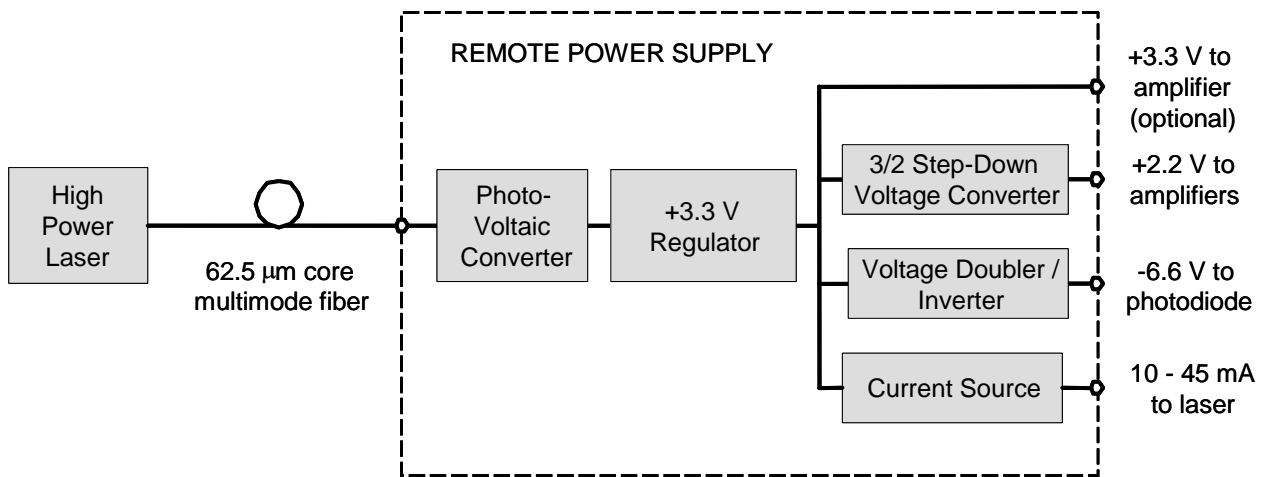 REMOTE POWER SUPPLY
+3.3 V to
amplifier
(optional)
High
Power
Laser
62.5 μm core
multimode fiber
Photo-
Voltaic
Converter
+3.3 V
Regulator
3/2 Step-Down
Voltage Converter
+2.2 V to
amplifiers
Voltage Doubler /
Inverter
-6.6 V to
photodiode
Current Source
10 - 45 mA
to laser